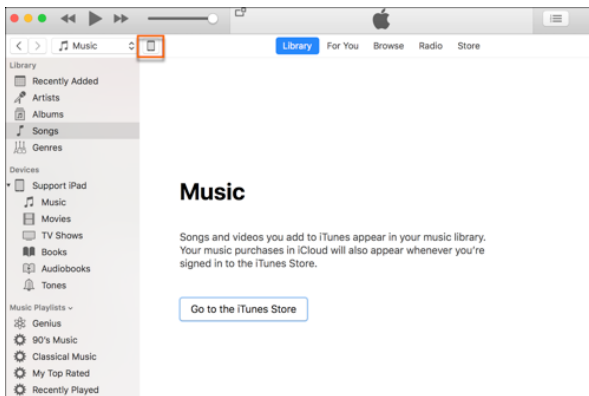 Music
Library
For You
Browse
Radio
Store
Library
Recently Added
Artists
Albums
Songs
Genres
Devices
Support iPad
Music
Movies
TV Shows
Books
Audiobooks
Tones
Music Playlists
Genius
90's Music
Classical Music
My Top Rated
Recently Played
Music
Songs and videos you add to iTunes appear in your music library.
Your music purchases in iCloud will also appear whenever you're
signed in to the iTunes Store.
Go to the iTunes Store